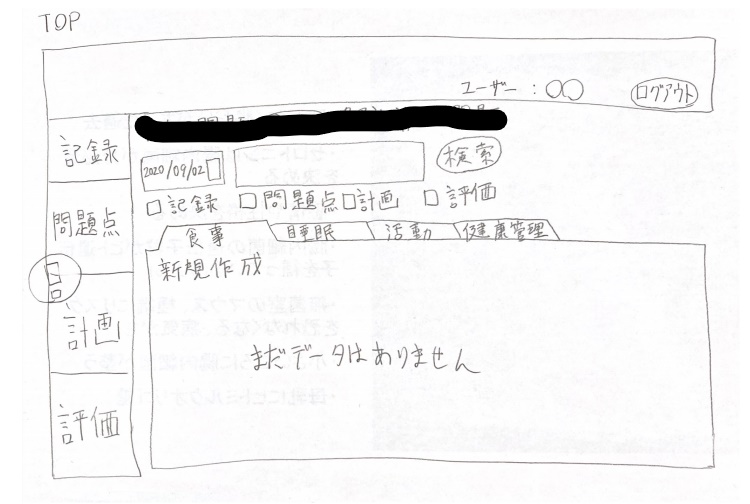 TOP
ユーザー：○○ ログアウト
記録
問題点
計画
評価
2020/09/02 検索
□記録 □問題点 □計画 □評価
食事 睡眠 活動 健康管理
新規作成
まだデータはありません